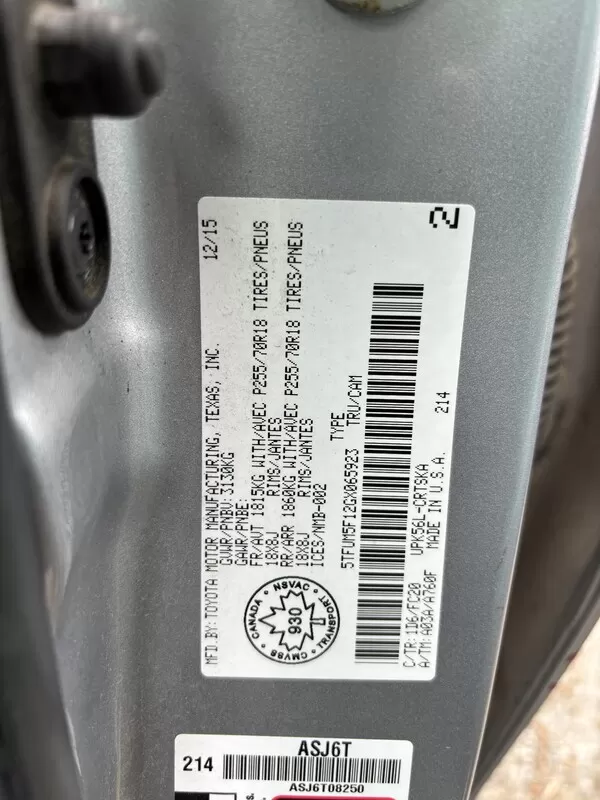 MFD.BY:TOYOTA MOTOR MANUFACTURING, TEXAS, INC. 12/15
GVWR/PNBV: 3130KG
GAWR/PNBE:
FR/AVT 1815KG WITH/AVEC P255/70R18 TIRES/PNEUS
18X8J RIMS/JANTES
RR/ARR 1860KG WITH/AVEC P255/70R18 TIRES/PNEUS
18X8J RIMS/JANTES
ICES/NMB-002
CANADA NSVAC TRANSPORT CMVSS
930
5TFUM5F12GX065923 TYPE TRU/CAM
2
C/TR:1D6/FC20 UPK56L-CRTSKA 214
A/TM:A03A/A760F MADE IN U.S.A.
ASJ6T
214
ASJ6T08250